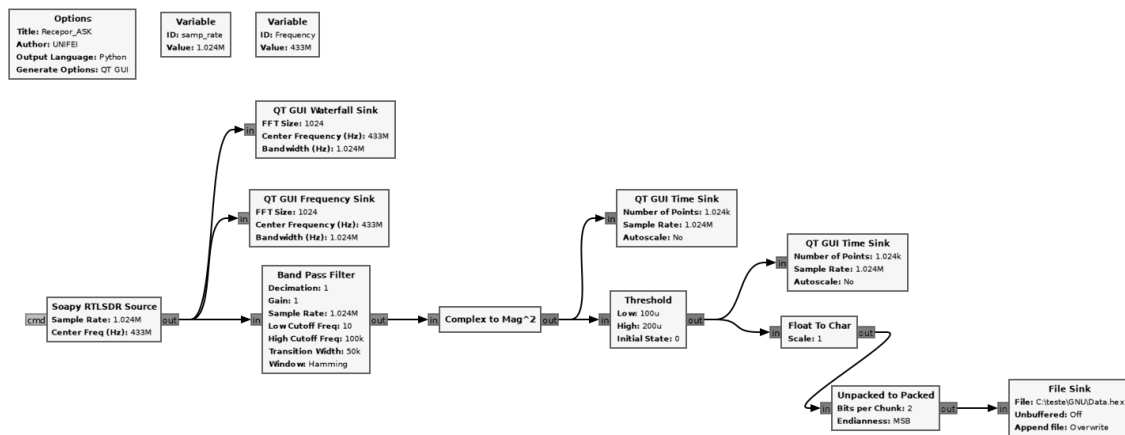 Options
Title: Recepor_ASK
Author: UNIFEI
Output Language: Python
Generate Options: QT GUI
Variable
ID: samp_rate
Value: 1.024M
Variable
ID: Frequency
Value: 433M
QT GUI Waterfall Sink
FFT Size: 1024
Center Frequency (Hz): 433M
Bandwidth (Hz): 1.024M
in
QT GUI Frequency Sink
FFT Size: 1024
Center Frequency (Hz): 433M
Bandwidth (Hz): 1.024M
in
Soapy RTLSDR Source
Sample Rate: 1.024M
Center Freq (Hz): 433M
cmd
out
Band Pass Filter
Decimation: 1
Gain: 1
Sample Rate: 1.024M
Low Cutoff Freq: 10
High Cutoff Freq: 100k
Transition Width: 50k
Window: Hamming
in
out
in
Complex to Mag^2
out
QT GUI Time Sink
Number of Points: 1.024k
Sample Rate: 1.024M
Autoscale: No
in
Threshold
Low: 100u
High: 200u
Initial State: 0
in
out
QT GUI Time Sink
Number of Points: 1.024k
Sample Rate: 1.024M
Autoscale: No
in
Float To Char
Scale: 1
in
out
Unpacked to Packed
Bits per Chunk: 2
Endianness: MSB
in
out
File Sink
File: C:\teste\GNU\Data.hex
Unbuffered: Off
Append file: Overwrite
in